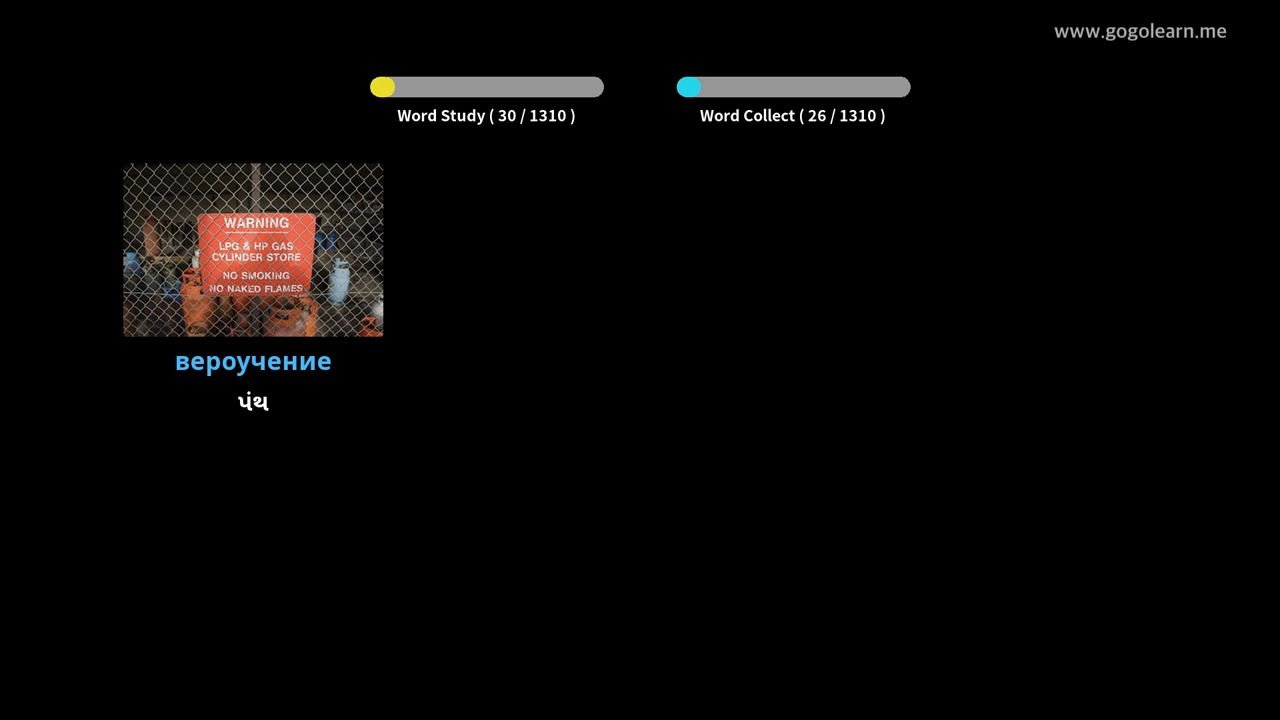 www.gogolearn.me
Word Study ( 30 / 1310 )
Word Collect ( 26 / 1310 )
WARNING
LPG & HP GAS
CYLINDER STORE
NO SMOKING
NO NAKED FLAMES
вероучение
પંથ